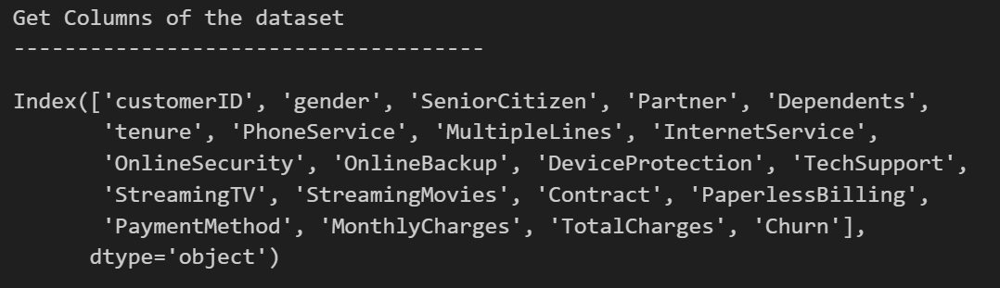 Get Columns of the dataset
-------------------------------------
Index(['customerID', 'gender', 'SeniorCitizen', 'Partner', 'Dependents',
'tenure', 'PhoneService', 'MultipleLines', 'InternetService',
'OnlineSecurity', 'OnlineBackup', 'DeviceProtection', 'TechSupport',
'StreamingTV', 'StreamingMovies', 'Contract', 'PaperlessBilling',
'PaymentMethod', 'MonthlyCharges', 'TotalCharges', 'Churn'],
dtype='object')